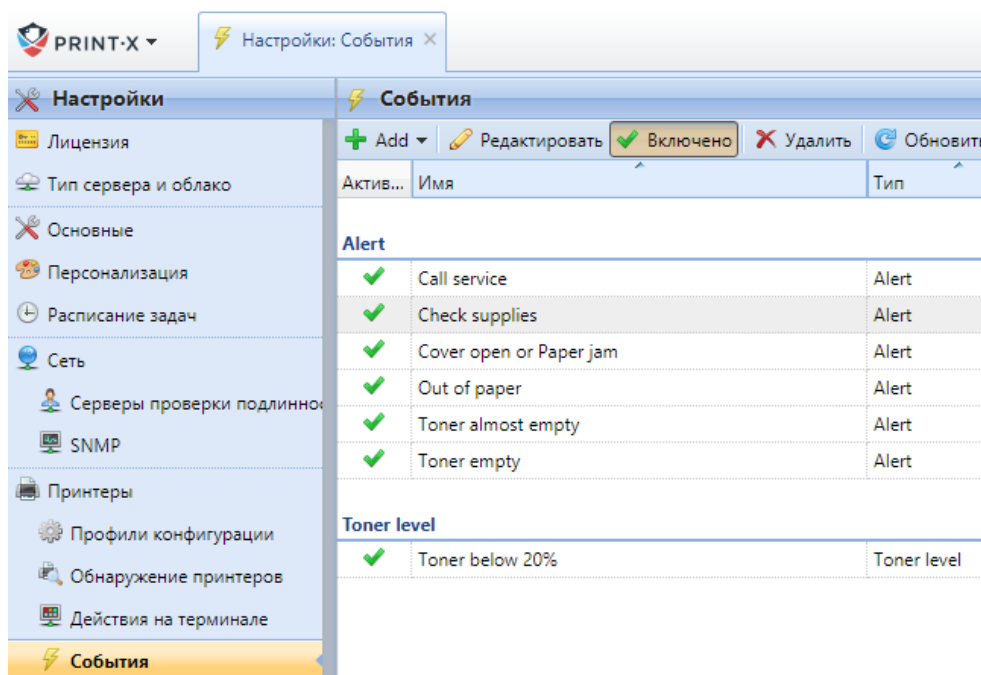 PRINT·X
Настройки: События
Настройки
События
Лицензия
Add
Редактировать
Включено
Удалить
Обновить
Тип сервера и облако
Актив... Имя Тип
Основные
Alert
Персонализация
Call service Alert
Расписание задач
Check supplies Alert
Сеть
Cover open or Paper jam Alert
Серверы проверки подлиннос
Out of paper Alert
SNMP
Toner almost empty Alert
Toner empty Alert
Принтеры
Профили конфигурации
Toner level
Обнаружение принтеров
Toner below 20% Toner level
Действия на терминале
События